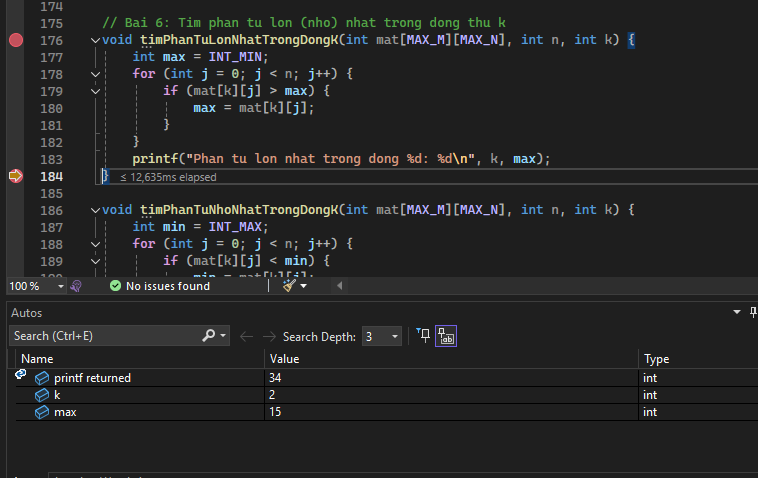 174
175 // Bai 6: Tim phan tu lon (nho) nhat trong dong thu k
176 void timPhanTuLonNhatTrongDongK(int mat[MAX_M][MAX_N], int n, int k) {
177 int max = INT_MIN;
178 for (int j = 0; j < n; j++) {
179 if (mat[k][j] > max) {
180 max = mat[k][j];
181 }
182 }
183 printf("Phan tu lon nhat trong dong %d: %d\n", k, max);
184 } ≤ 12,635ms elapsed
185
186 void timPhanTuNhoNhatTrongDongK(int mat[MAX_M][MAX_N], int n, int k) {
187 int min = INT_MAX;
188 for (int j = 0; j < n; j++) {
189 if (mat[k][j] < min) {
min = mat[k][j];
100 % No issues found
Autos
Search (Ctrl+E) Search Depth: 3
Name Value Type
printf returned 34 int
k 2 int
max 15 int